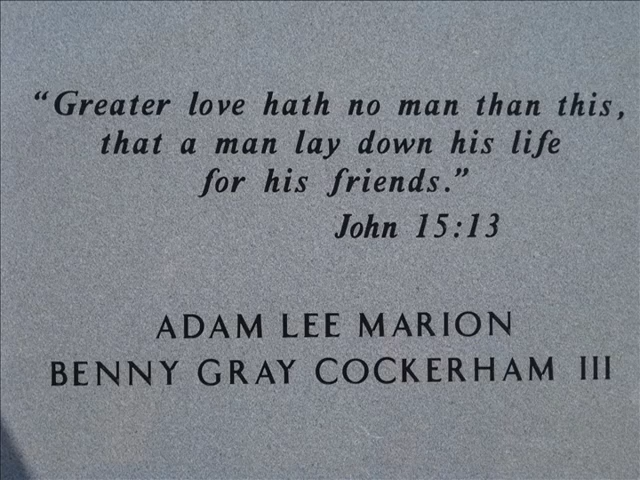 “Greater love hath no man than this,
that a man lay down his life
for his friends.”
John 15:13
ADAM LEE MARION
BENNY GRAY COCKERHAM III